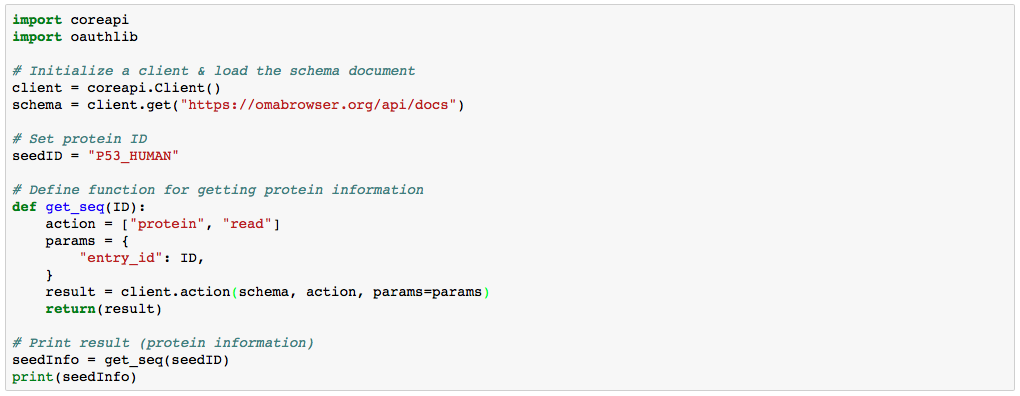 import coreapi
import oauthlib

# Initialize a client & load the schema document
client = coreapi.Client()
schema = client.get("https://omabrowser.org/api/docs")

# Set protein ID
seedID = "P53_HUMAN"

# Define function for getting protein information
def get_seq(ID):
    action = ["protein", "read"]
    params = {
        "entry_id": ID,
    }
    result = client.action(schema, action, params=params)
    return(result)

# Print result (protein information)
seedInfo = get_seq(seedID)
print(seedInfo)